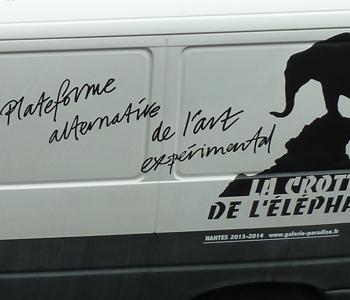 Plateforme
alternative
de l'art
expérimental
LA CROTT
DE L'ÉLÉPHA
NANTES 2013-2014 www.galerie-paradise.fr